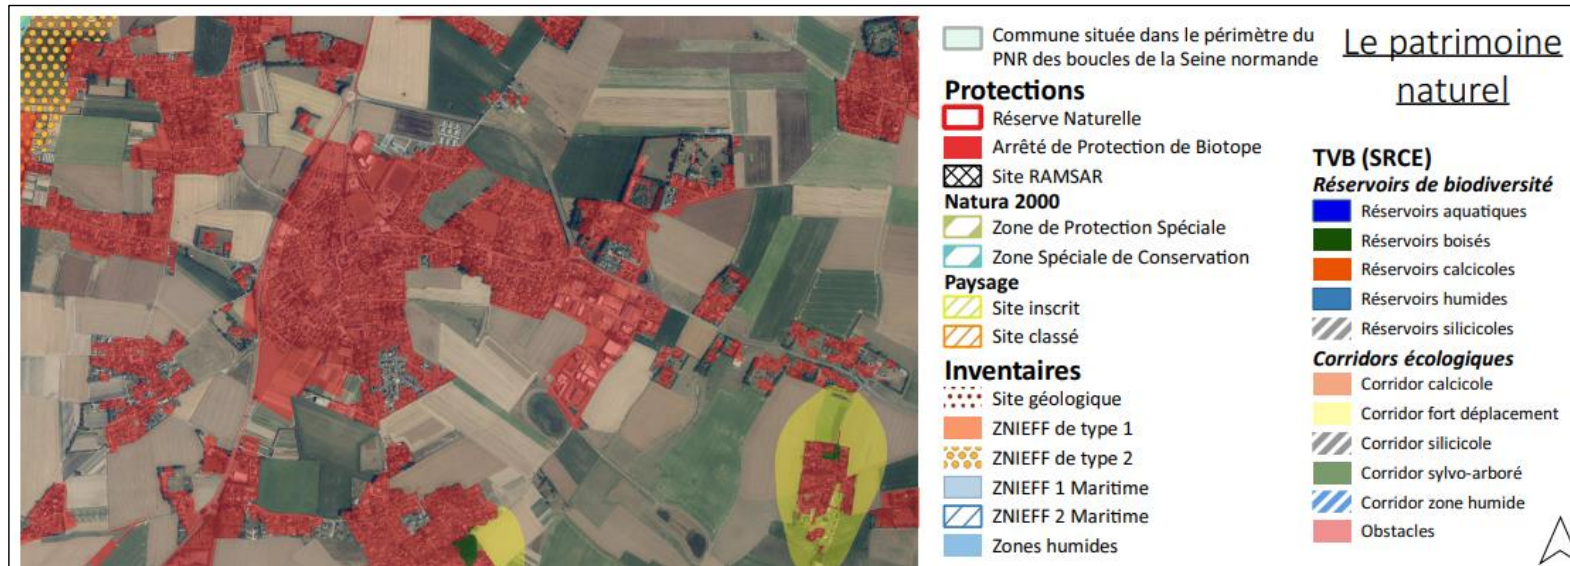 Commune située dans le périmètre du
PNR des boucles de la Seine normande
Protections
Réserve Naturelle
Arrêté de Protection de Biotope
Site RAMSAR
Natura 2000
Zone de Protection Spéciale
Zone Spéciale de Conservation
Paysage
Site inscrit
Site classé
Inventaires
Site géologique
ZNIEFF de type 1
ZNIEFF de type 2
ZNIEFF 1 Maritime
ZNIEFF 2 Maritime
Zones humides
Le patrimoine
naturel
TVB (SRCE)
Réservoirs de biodiversité
Réservoirs aquatiques
Réservoirs boisés
Réservoirs calcicoles
Réservoirs humides
Réservoirs silicicoles
Corridors écologiques
Corridor calcicole
Corridor fort déplacement
Corridor silicicole
Corridor sylvo-arboré
Corridor zone humide
Obstacles